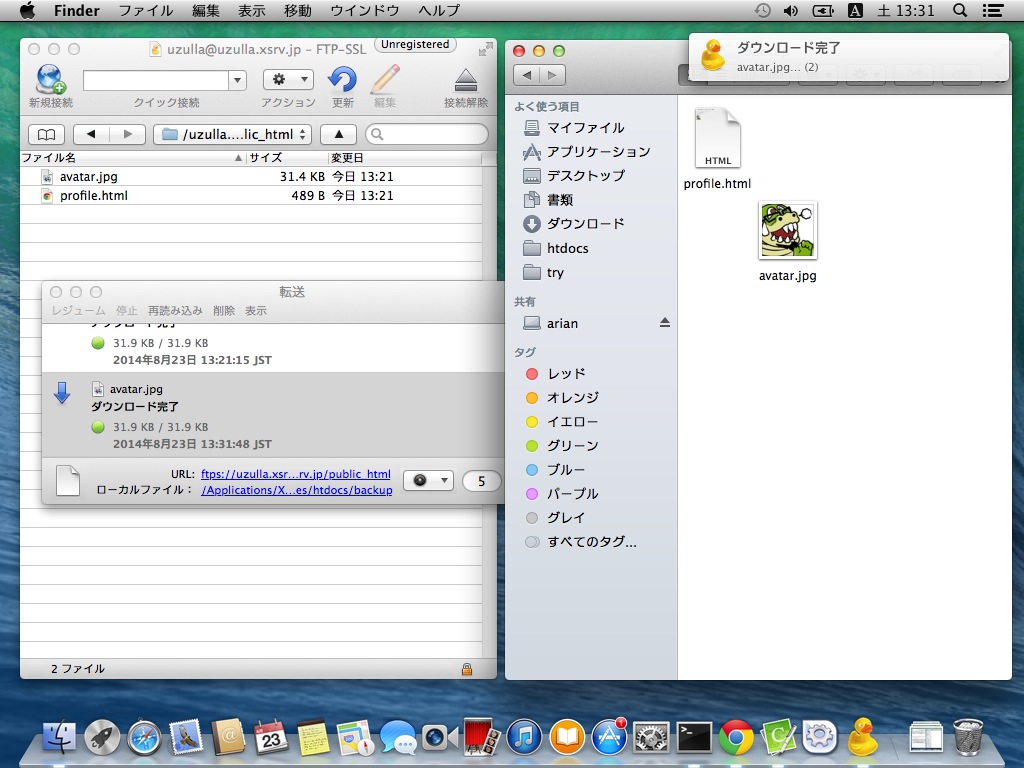 Finder ファイル 編集 表示 移動 ウインドウ ヘルプ
A 土 13:31
uzulla@uzulla.xsrv.jp – FTP-SSL
Unregistered
新規接続 クイック接続 アクション 更新 編集 接続解除
/uzulla....lic_html
ファイル名 サイズ 変更日
avatar.jpg 31.4 KB 今日 13:21
profile.html 489 B 今日 13:21
転送
レジューム 停止 再読み込み 削除 表示
ダウンロード完了
31.9 KB / 31.9 KB
2014年8月23日 13:21:15 JST
avatar.jpg
ダウンロード完了
31.9 KB / 31.9 KB
2014年8月23日 13:31:48 JST
URL: ftps://uzulla.xsr...rv.jp/public_html
ローカルファイル： /Applications/X...es/htdocs/backup
5
2 ファイル
ダウンロード完了
avatar.jpg... (2)
よく使う項目
マイファイル
アプリケーション
デスクトップ
書類
ダウンロード
htdocs
try
共有
arian
タグ
レッド
オレンジ
イエロー
グリーン
ブルー
パープル
グレイ
すべてのタグ...
HTML
profile.html
avatar.jpg
23
1